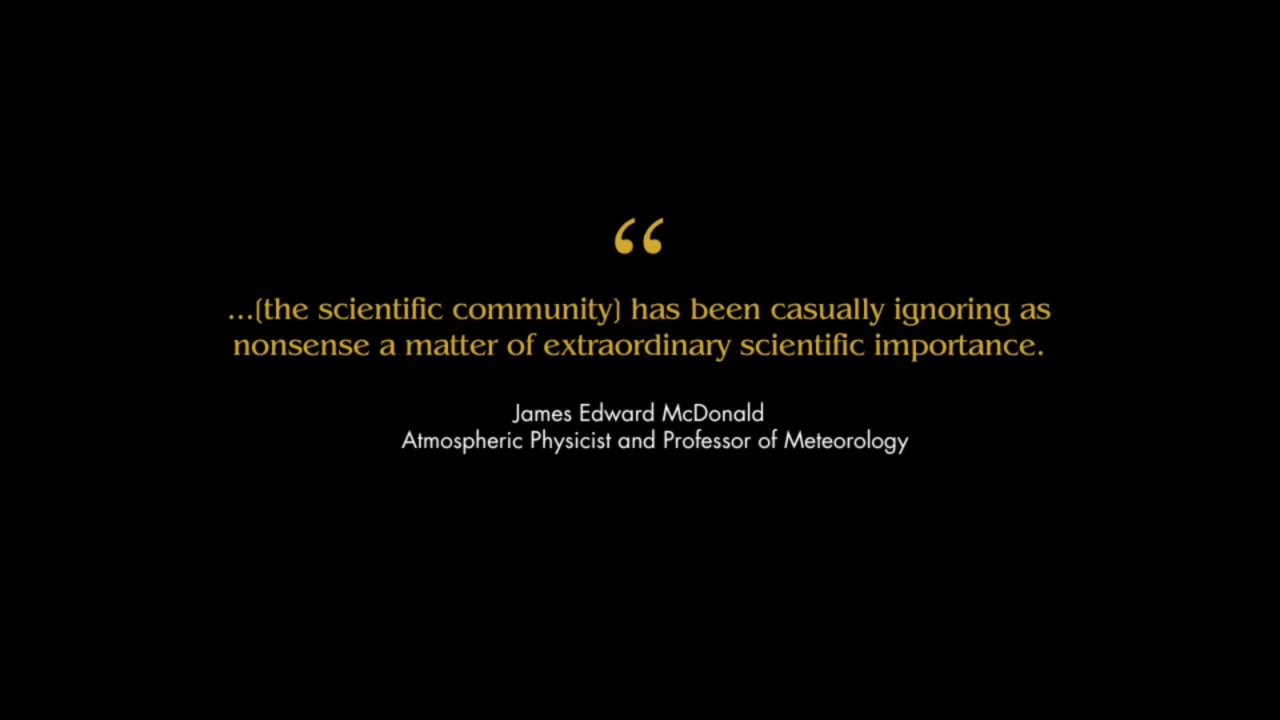 “
...(the scientific community) has been casually ignoring as
nonsense a matter of extraordinary scientific importance.
James Edward McDonald
Atmospheric Physicist and Professor of Meteorology